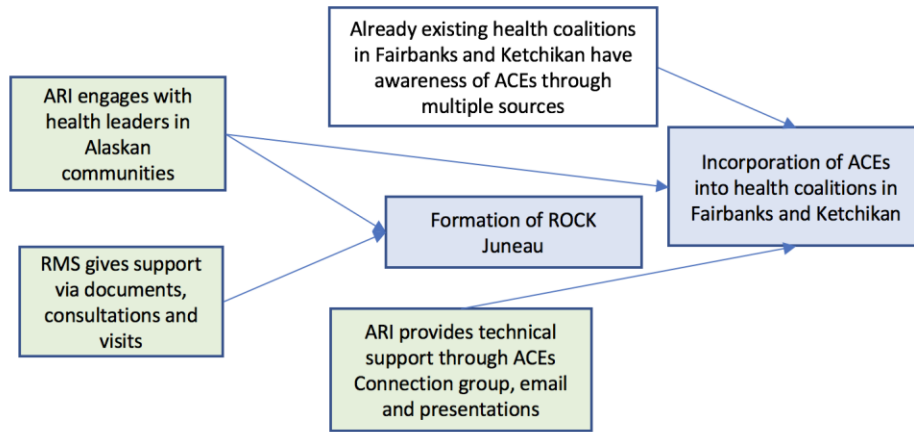 Already existing health coalitions
in Fairbanks and Ketchikan have
awareness of ACEs through
multiple sources
ARI engages with
health leaders in
Alaskan
communities
Incorporation of ACEs
into health coalitions in
Fairbanks and Ketchikan
Formation of ROCK
Juneau
RMS gives support
via documents,
consultations and
visits
ARI provides technical
support through ACEs
Connection group, email
and presentations